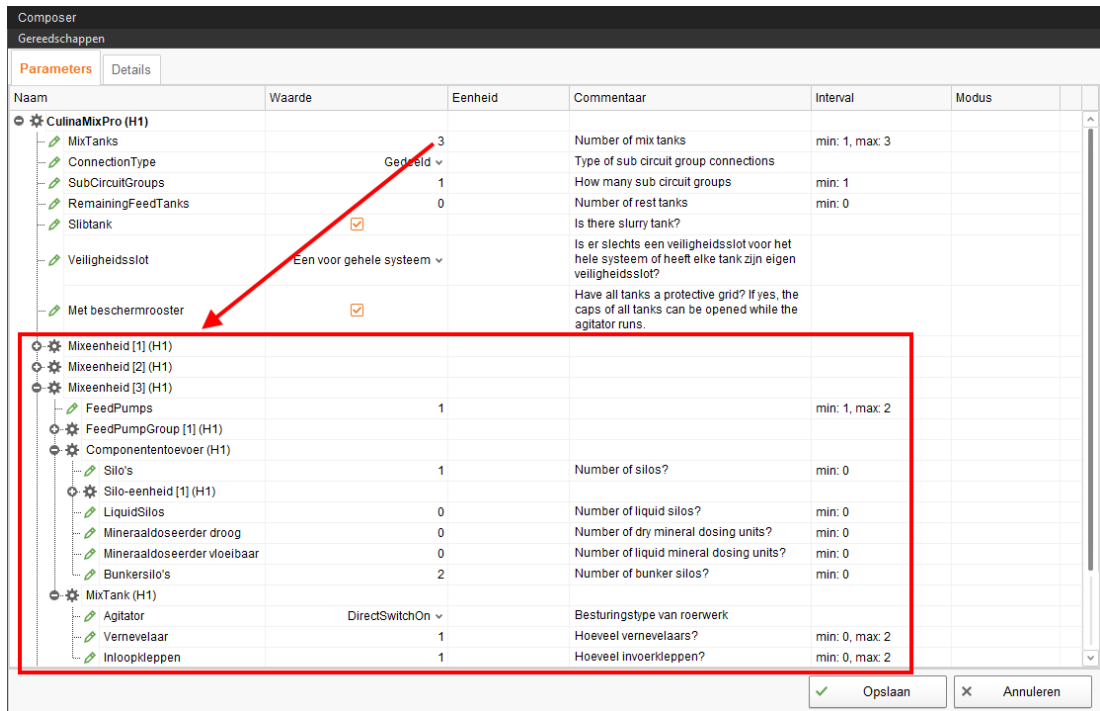 Composer
Gereedschappen
Parameters Details
Naam Waarde Eenheid Commentaar Interval Modus
CulinaMixPro (H1)
MixTanks 3 Number of mix tanks min: 1, max: 3
ConnectionType Gedeeld Type of sub circuit group connections
SubCircuitGroups 1 How many sub circuit groups min: 1
RemainingFeedTanks 0 Number of rest tanks min: 0
Slibtank Is there slurry tank?
Veiligheidsslot Een voor gehele systeem Is er slechts een veiligheidsslot voor het
hele systeem of heeft elke tank zijn eigen
veiligheidsslot?
Met beschermrooster Have all tanks a protective grid? If yes, the
caps of all tanks can be opened while the
agitator runs.
Mixeenheid [1] (H1)
Mixeenheid [2] (H1)
Mixeenheid [3] (H1)
FeedPumps 1 min: 1, max: 2
FeedPumpGroup [1] (H1)
Componententoevoer (H1)
Silo's 1 Number of silos? min: 0
Silo-eenheid [1] (H1)
LiquidSilos 0 Number of liquid silos? min: 0
Mineraaldoseerder droog 0 Number of dry mineral dosing units? min: 0
Mineraaldoseerder vloeibaar 0 Number of liquid mineral dosing units? min: 0
Bunkersilo's 2 Number of bunker silos? min: 0
MixTank (H1)
Agitator DirectSwitchOn Besturingstype van roerwerk
Vernevelaar 1 Hoeveel vernevelaars? min: 0, max: 2
Inloopkleppen 1 Hoeveel invoerkleppen? min: 0, max: 2
Opslaan Annuleren